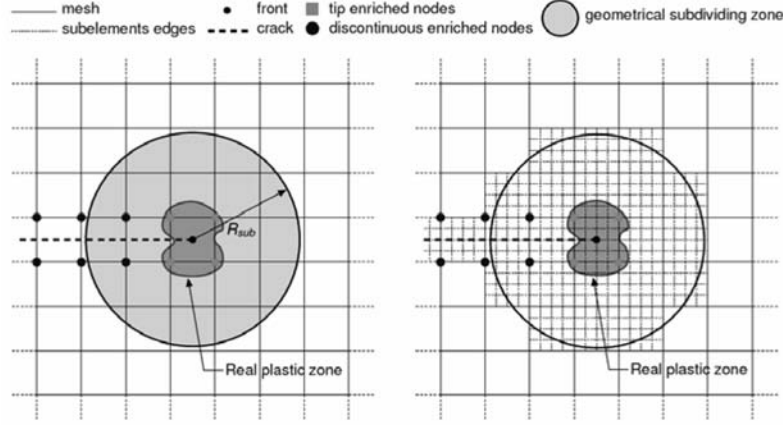 mesh
front
tip enriched nodes
geometrical subdividing zone
subelements edges
crack
discontinuous enriched nodes
R_sub
Real plastic zone
Real plastic zone